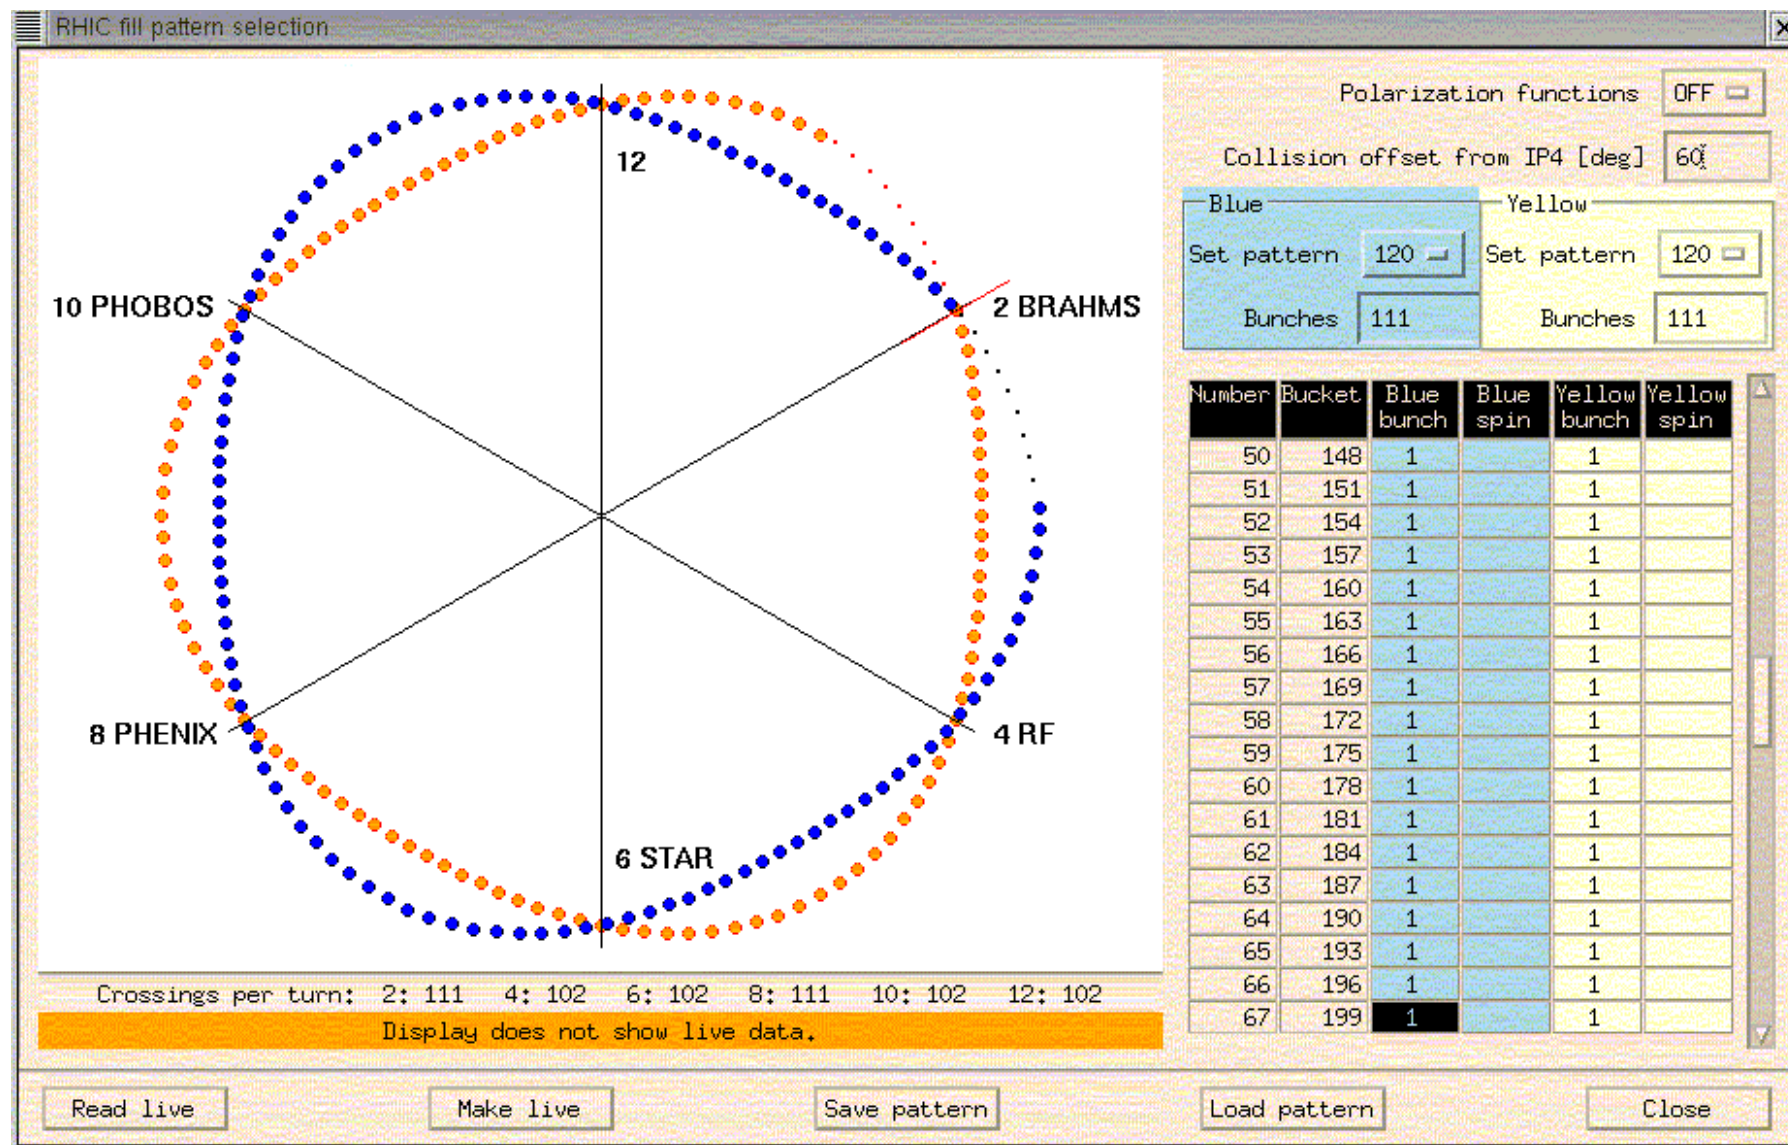 RHIC fill pattern selection
12
10 PHOBOS
2 BRAHMS
8 PHENIX
4 RF
6 STAR
Crossings per turn: 2: 111 4: 102 6: 102 8: 111 10: 102 12: 102
Display does not show live data.
Polarization functions OFF
Collision offset from IP4 [deg] 60
Blue
Set pattern 120
Bunches 111
Yellow
Set pattern 120
Bunches 111
Number Bucket Blue bunch Blue spin Yellow bunch Yellow spin
50 148 1 1
51 151 1 1
52 154 1 1
53 157 1 1
54 160 1 1
55 163 1 1
56 166 1 1
57 169 1 1
58 172 1 1
59 175 1 1
60 178 1 1
61 181 1 1
62 184 1 1
63 187 1 1
64 190 1 1
65 193 1 1
66 196 1 1
67 199 1 1
Read live Make live Save pattern Load pattern Close